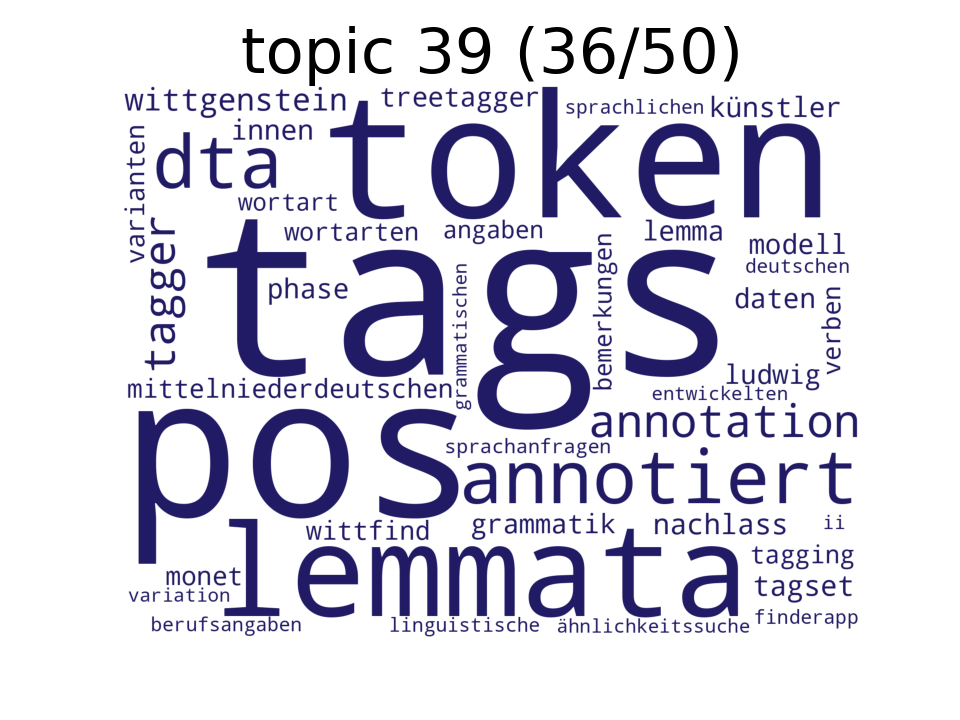 topic 39 (36/50)
wittgenstein
treetagger
sprachlichen
künstler
innen
token
varianten
dta
wortart
wortarten
angaben
lemma
modell
deutschen
tagger
tags
phase
grammatischen
bemerkungen
daten
verben
ludwig
mittelniederdeutschen
entwickelten
pos
annotation
sprachanfragen
annotiert
wittfind
grammatik
nachlass
ii
lemmata
tagging
monet
tagset
variation
finderapp
berufsangaben
linguistische
ähnlichkeitssuche